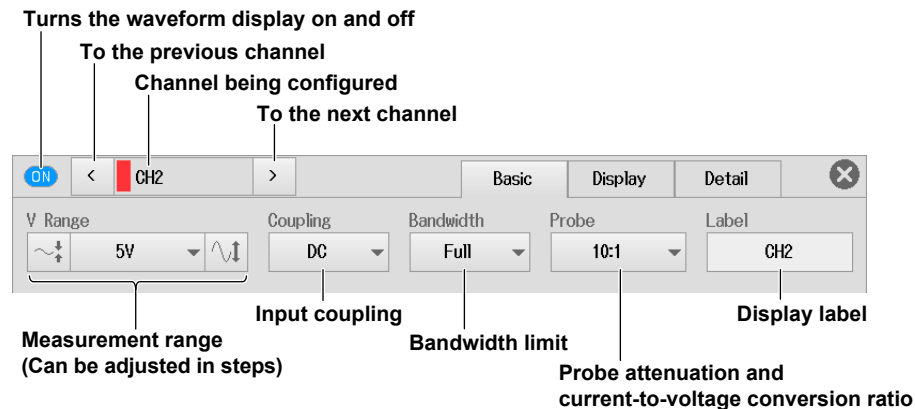 Turns the waveform display on and off
To the previous channel
Channel being configured
To the next channel
ON < CH2 > Basic Display Detail
V Range Coupling Bandwidth Probe Label
5V DC Full 10:1 CH2
Input coupling Display label
Measurement range Bandwidth limit
(Can be adjusted in steps)
Probe attenuation and
current-to-voltage conversion ratio